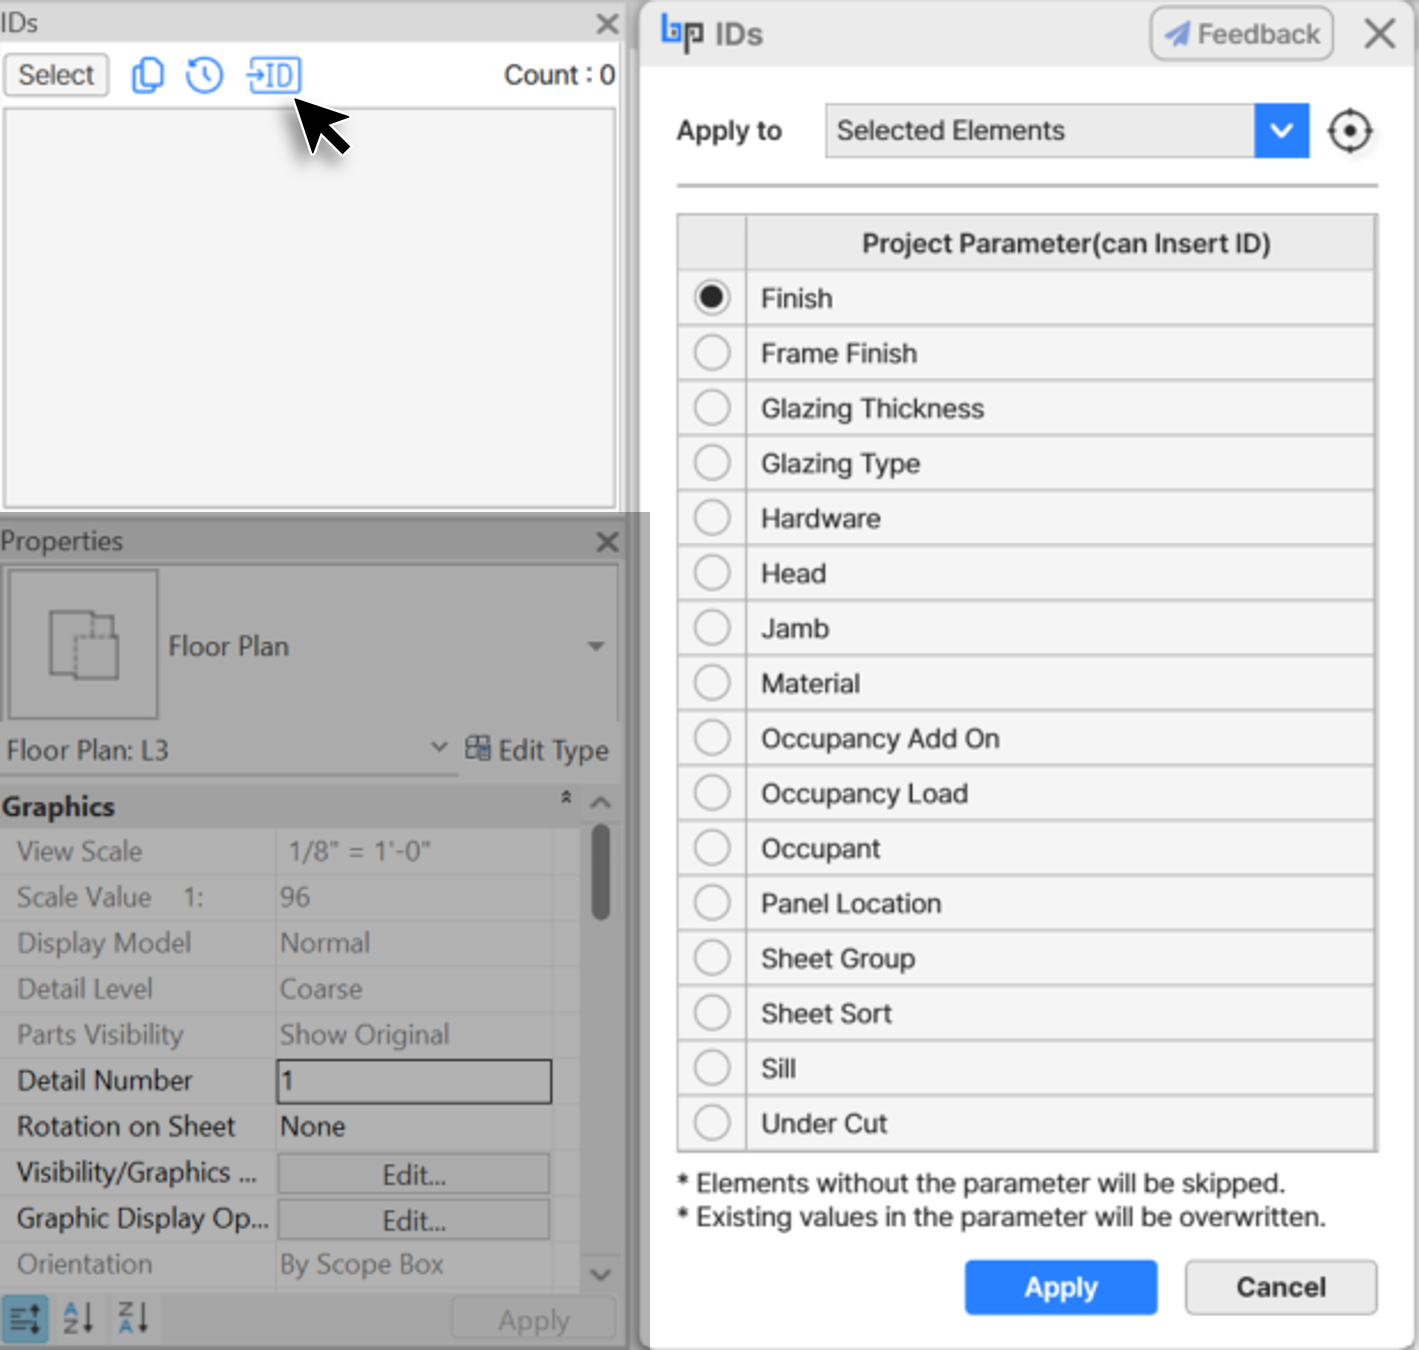 IDs
Select
ID
Count : 0
Properties
Floor Plan
Floor Plan: L3
Edit Type
Graphics
View Scale 1/8" = 1'-0"
Scale Value 1: 96
Display Model Normal
Detail Level Coarse
Parts Visibility Show Original
Detail Number 1
Rotation on Sheet None
Visibility/Graphics ... Edit...
Graphic Display Op... Edit...
Orientation By Scope Box
A
Z
Z
A
Apply
bp IDs
Feedback
Apply to Selected Elements
Project Parameter(can Insert ID)
Finish
Frame Finish
Glazing Thickness
Glazing Type
Hardware
Head
Jamb
Material
Occupancy Add On
Occupancy Load
Occupant
Panel Location
Sheet Group
Sheet Sort
Sill
Under Cut
* Elements without the parameter will be skipped.
* Existing values in the parameter will be overwritten.
Apply
Cancel